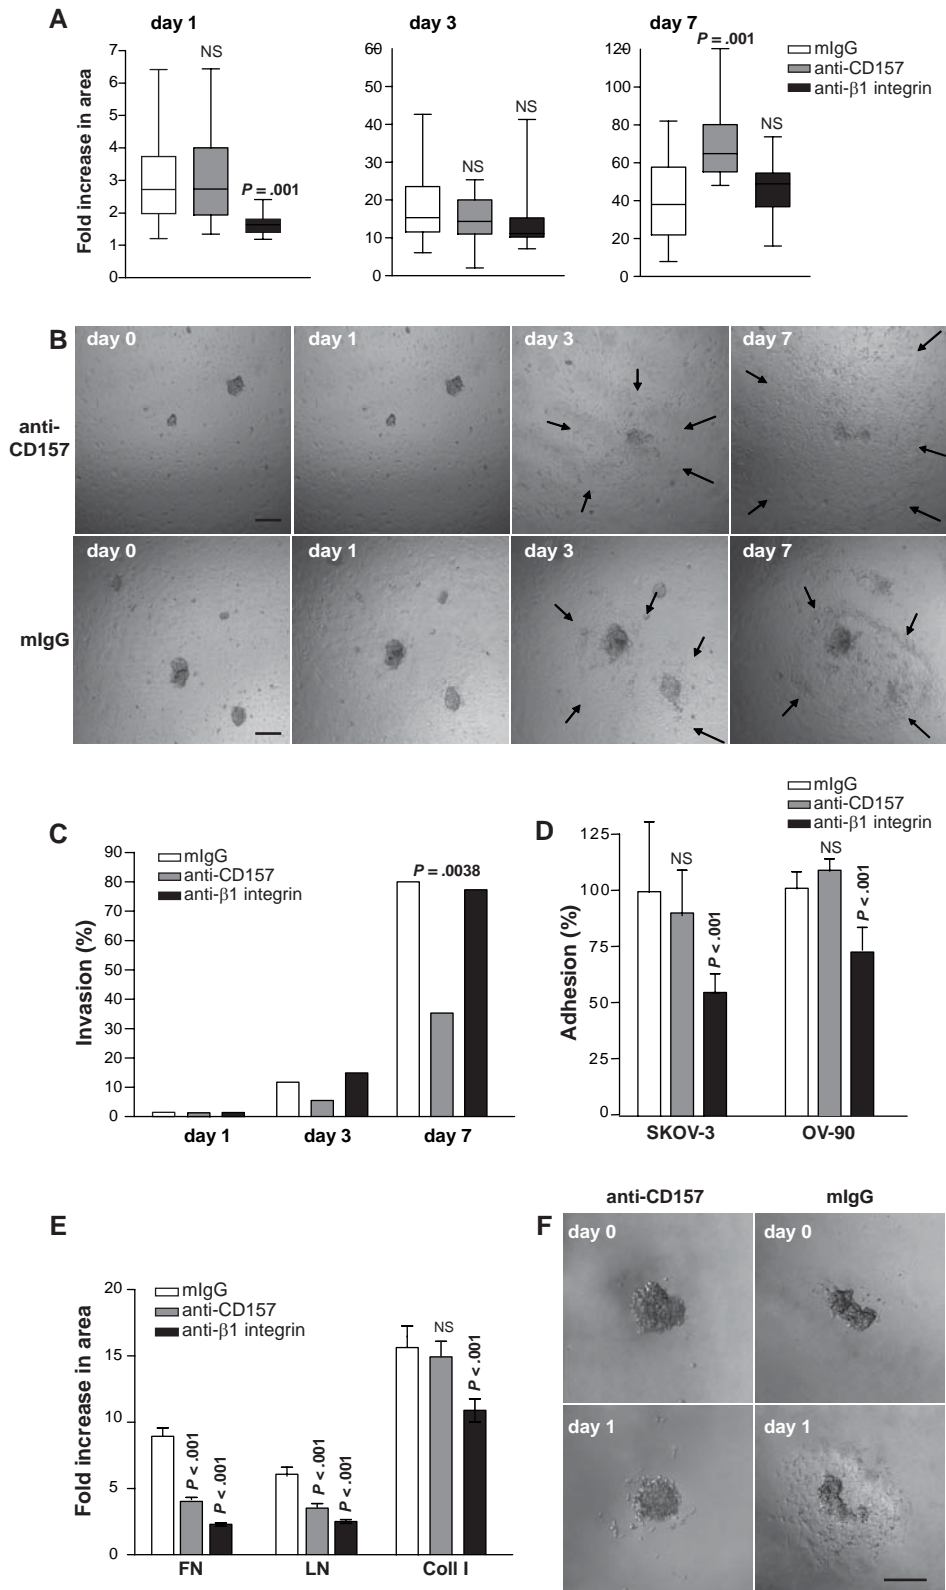 A
day 1
day 3
day 7
Fold increase in area
7
6
5
4
3
2
1
0
NS
P = .001
60
50
40
30
20
10
0
NS
NS
120
100
80
60
40
20
0
P = .001
NS
mIgG
anti-CD157
anti-β1 integrin
B
day 0
day 1
day 3
day 7
anti-
CD157
day 0
day 1
day 3
day 7
mIgG
C
mIgG
anti-CD157
anti-β1 integrin
P = .0038
Invasion (%)
90
80
70
60
50
40
30
20
10
0
day 1
day 3
day 7
D
mIgG
anti-CD157
anti-β1 integrin
Adhesion (%)
125
100
75
50
25
0
NS
P < .001
NS
P < .001
SKOV-3
OV-90
E
mIgG
anti-CD157
anti-β1 integrin
Fold increase in area
20
15
10
5
0
P < .001
P < .001
P < .001
P < .001
NS
P < .001
FN
LN
Coll I
F
anti-CD157
mIgG
day 0
day 0
day 1
day 1